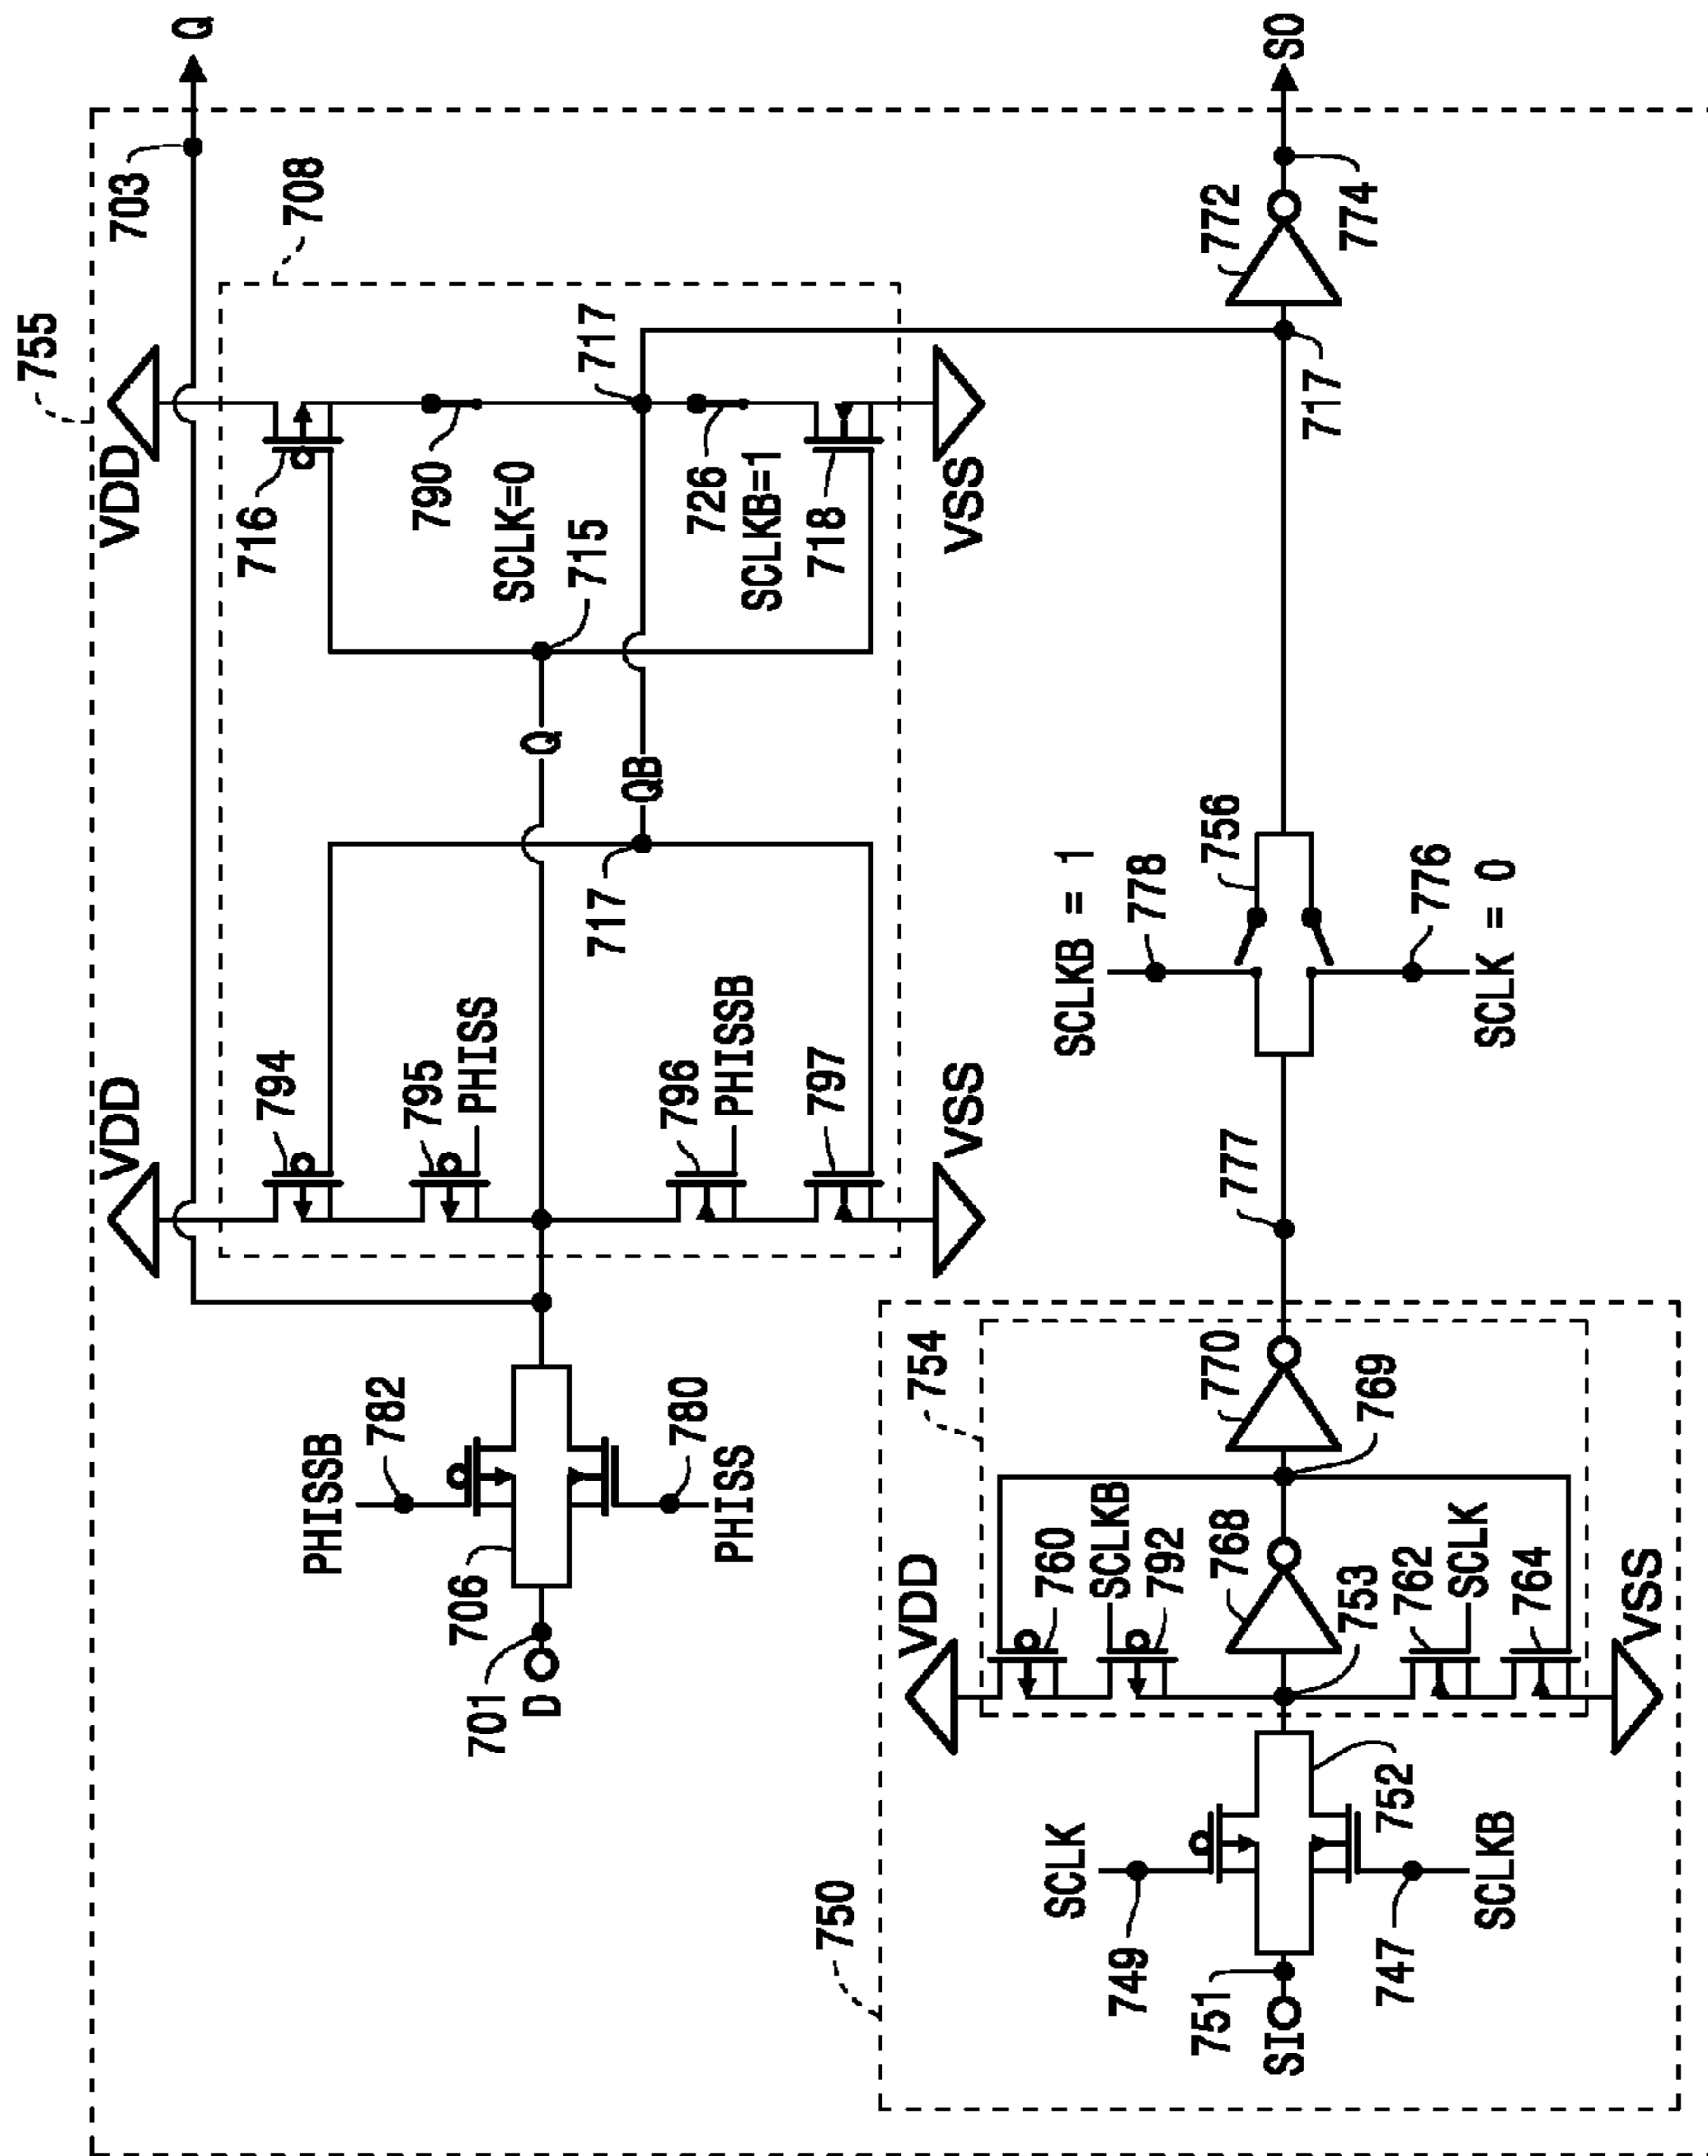 755
VDD
VDD
703
Q
708
794
716
795
PHISS
790
SCLK=0
717
PHISSB
782
706
701
D
780
PHISS
Q
715
QB
717
796
PHISSB
797
726
SCLKB=1
718
VSS
VSS
750
754
VDD
760
SCLKB
792
768
770
769
753
762
SCLK
764
VSS
SCLK
749
751
SI
752
747
SCLKB
777
SCLKB = 1
778
756
776
SCLK = 0
717
772
774
SO